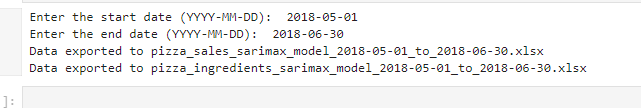 Enter the start date (YYYY-MM-DD):  2018-05-01
Enter the end date (YYYY-MM-DD):  2018-06-30
Data exported to pizza_sales_sarimax_model_2018-05-01_to_2018-06-30.xlsx
Data exported to pizza_ingredients_sarimax_model_2018-05-01_to_2018-06-30.xlsx
]: